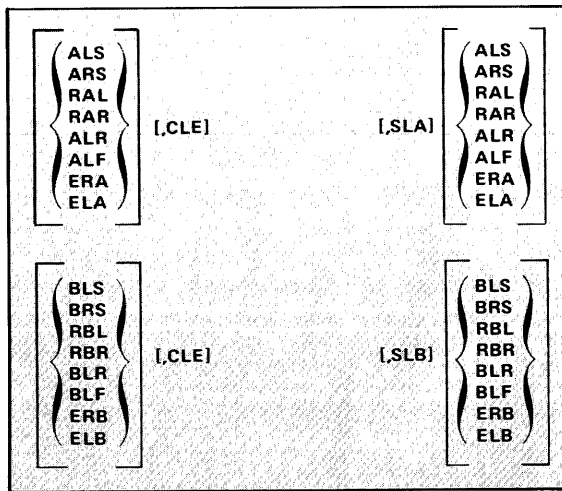 ALS ALS
ARS ARS
RAL RAL
RAR RAR
[,CLE] [,SLA]
ALR ALR
ALF ALF
ERA ERA
ELA ELA
BLS BLS
BRS BRS
RBL RBL
RBR RBR
[,CLE] [,SLB]
BLR BLR
BLF BLF
ERB ERB
ELB ELB